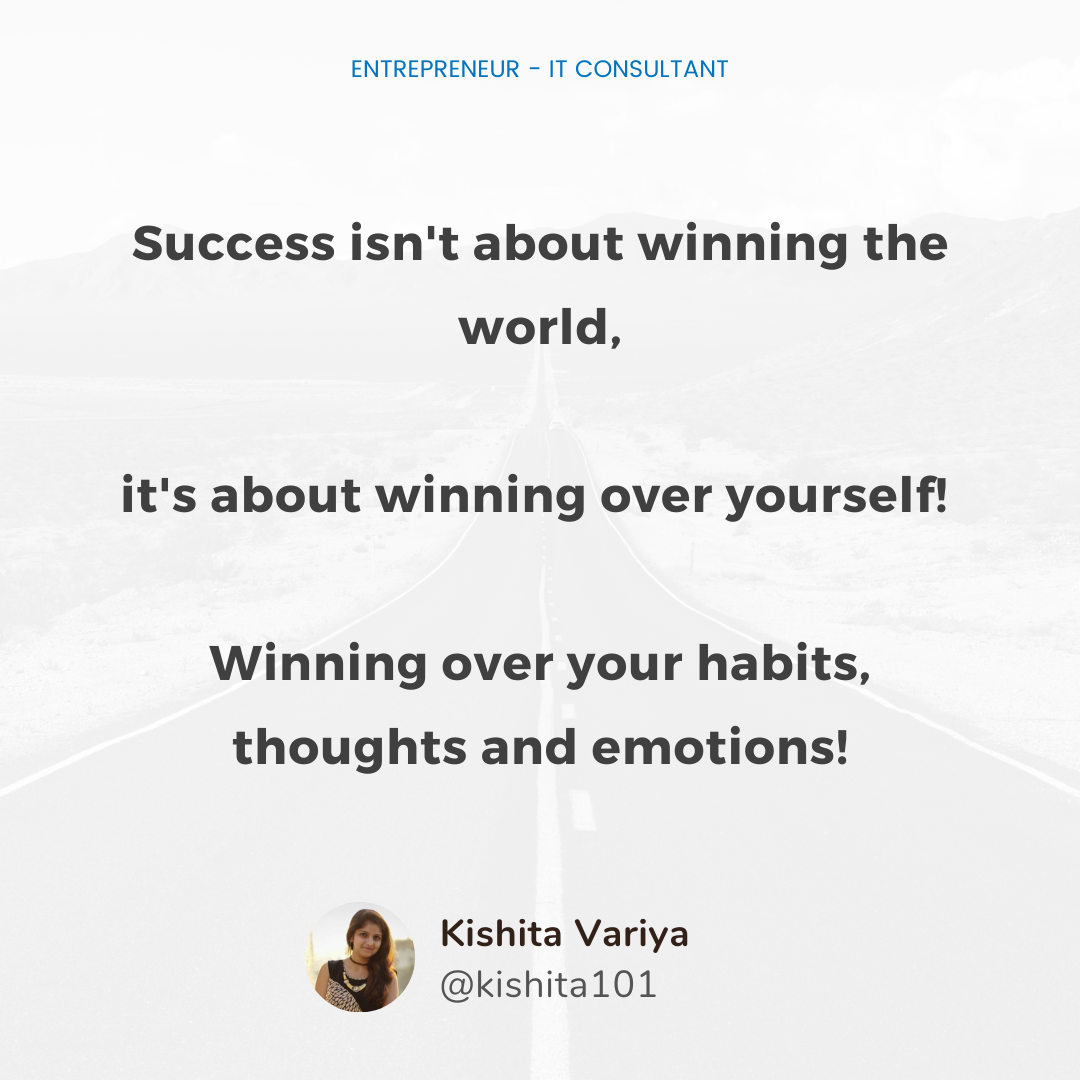 ENTREPRENEUR - IT CONSULTANT
Success isn't about winning the
world,
it's about winning over yourself!
Winning over your habits,
thoughts and emotions!
Kishita Variya
@kishita101